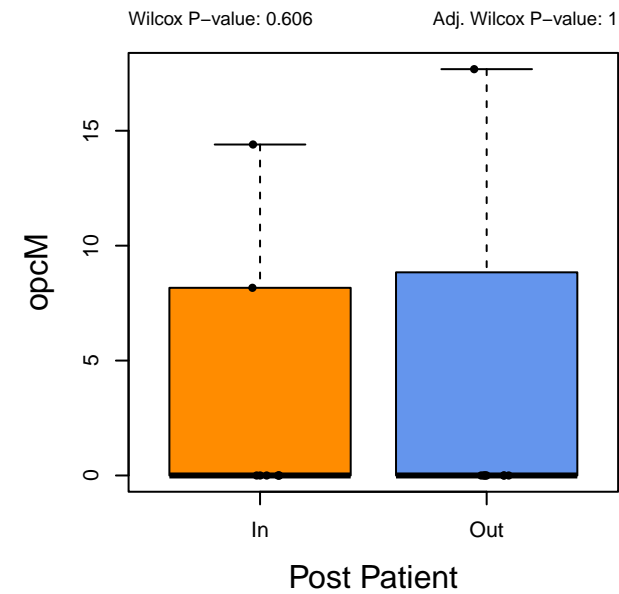 Wilcox P−value: 0.606
Adj. Wilcox P−value: 1
opcM
15
10
5
0
In
Out
Post Patient